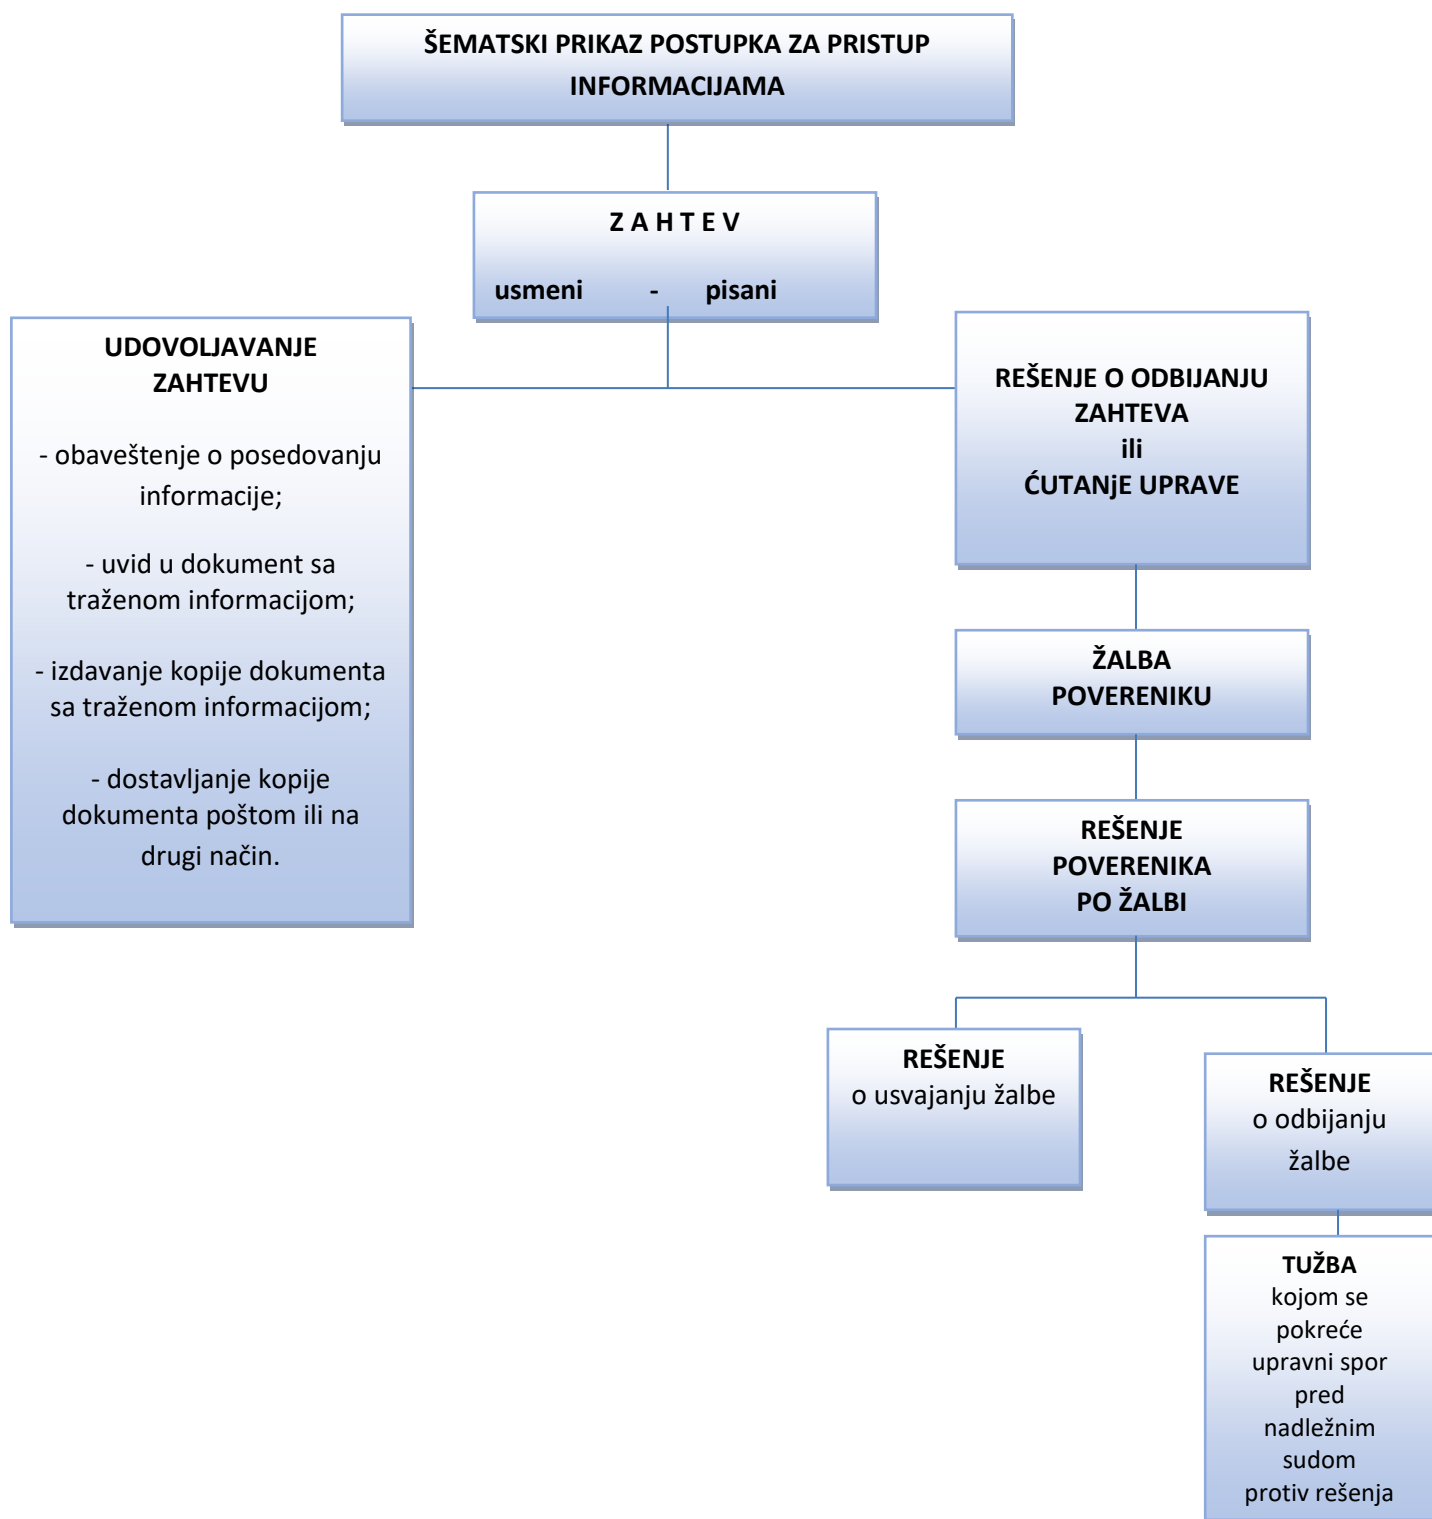 ŠEMATSKI PRIKAZ POSTUPKA ZA PRISTUP
INFORMACIJAMA
Z A H T E V
usmeni - pisani
UDOVOLJAVANJE
ZAHTEVU
- obaveštenje o posedovanju
informacije;
- uvid u dokument sa
traženom informacijom;
- izdavanje kopije dokumenta
sa traženom informacijom;
- dostavljanje kopije
dokumenta poštom ili na
drugi način.
REŠENJE O ODBIJANJU
ZAHTEVA
ili
ĆUTANjE UPRAVE
ŽALBA
POVERENIKU
REŠENJE
POVERENIKA
PO ŽALBI
REŠENJE
o usvajanju žalbe
REŠENJE
o odbijanju
žalbe
TUŽBA
kojom se
pokreće
upravni spor
pred
nadležnim
sudom
protiv rešenja